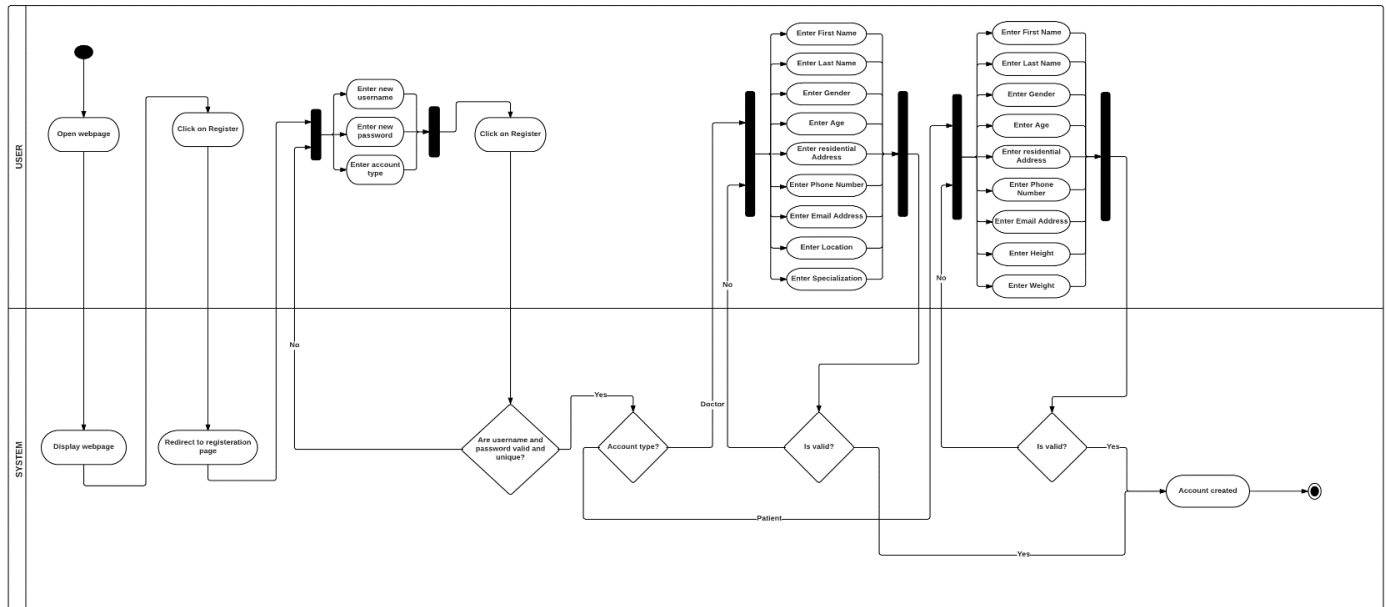 USER
Open webpage
Click on Register
Enter new
username
Enter new
password
Enter account
type
Click on Register
Enter First Name
Enter Last Name
Enter Gender
Enter Age
Enter residential
Address
Enter Phone Number
Enter Email Address
Enter Location
Enter Specialization
Enter First Name
Enter Last Name
Enter Gender
Enter Age
Enter residential
Address
Enter Phone
Number
Enter Email Address
Enter Height
Enter Weight
No
No
No
SYSTEM
Display webpage
Redirect to registeration
page
Are username and
password valid and
unique?
Yes
Account type?
Doctor
Patient
Is valid?
Yes
Is valid?
Yes
Account created